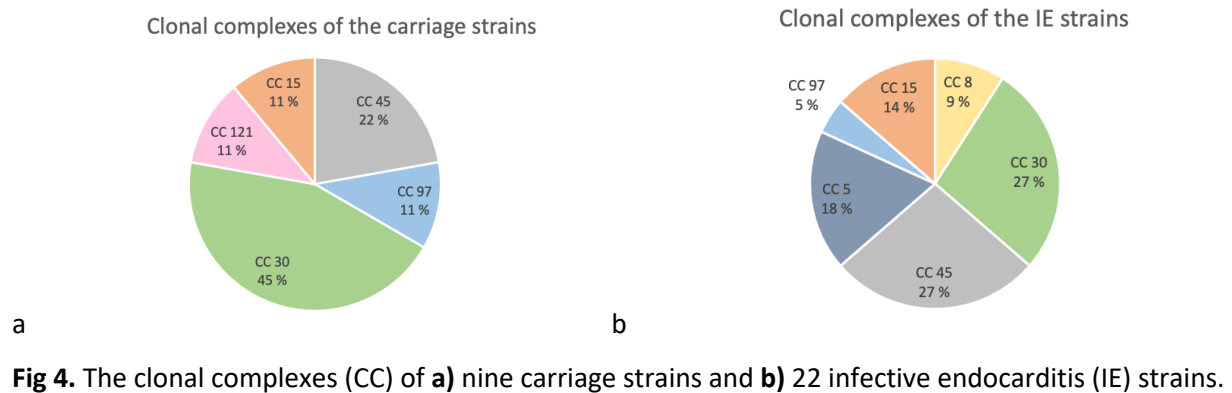 Clonal complexes of the carriage strains
CC 15
11 %
CC 45
22 %
CC 121
11 %
CC 97
11 %
CC 30
45 %
a
Clonal complexes of the IE strains
CC 97
5 %
CC 15
14 %
CC 8
9 %
CC 30
27 %
CC 5
18 %
CC 45
27 %
b
Fig 4. The clonal complexes (CC) of a) nine carriage strains and b) 22 infective endocarditis (IE) strains.